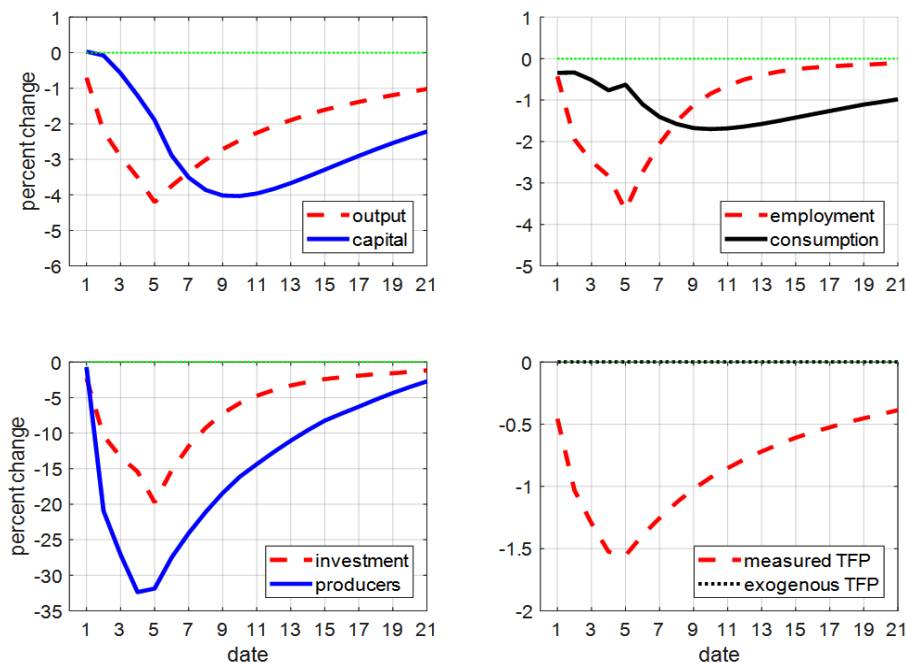 percent change
1
0
-1
-2
-3
-4
-5
-6
output
capital
1 3 5 7 9 11 13 15 17 19 21
1
0
-1
-2
-3
-4
-5
employment
consumption
1 3 5 7 9 11 13 15 17 19 21
percent change
0
-5
-10
-15
-20
-25
-30
-35
investment
producers
1 3 5 7 9 11 13 15 17 19 21
date
0
-0.5
-1
-1.5
-2
measured TFP
exogenous TFP
1 3 5 7 9 11 13 15 17 19 21
date